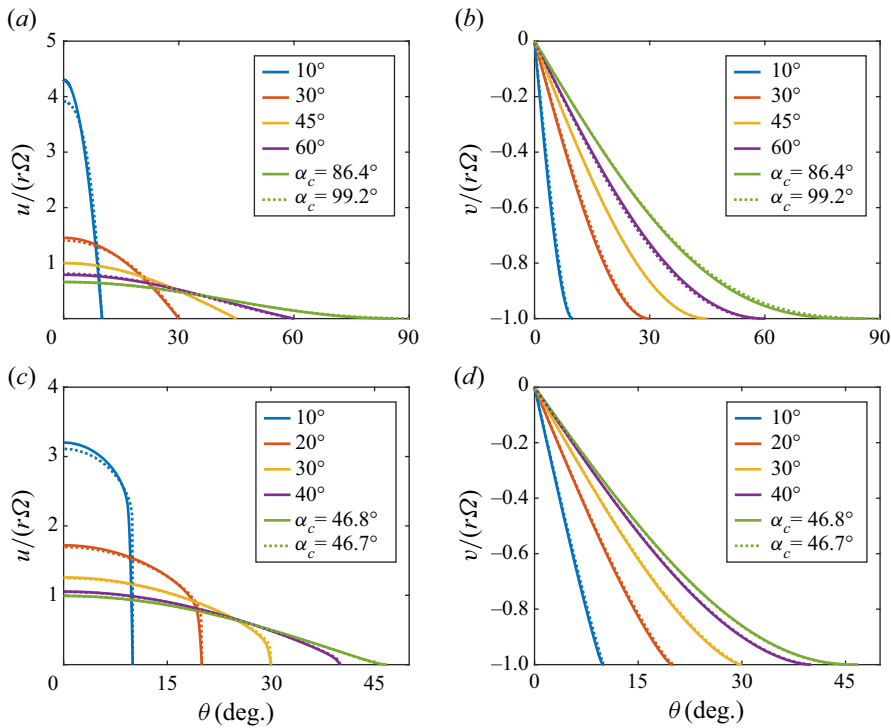 (a)
u/(rΩ)
5
4
3
2
1
0
30
60
90
10°
30°
45°
60°
α_c = 86.4°
α_c = 99.2°
(b)
v/(rΩ)
0
–0.2
–0.4
–0.6
–0.8
–1.0
0
30
60
90
10°
30°
45°
60°
α_c = 86.4°
α_c = 99.2°
(c)
u/(rΩ)
4
3
2
1
0
15
30
45
θ (deg.)
10°
20°
30°
40°
α_c = 46.8°
α_c = 46.7°
(d)
v/(rΩ)
0
–0.2
–0.4
–0.6
–0.8
–1.0
0
15
30
45
θ (deg.)
10°
20°
30°
40°
α_c = 46.8°
α_c = 46.7°